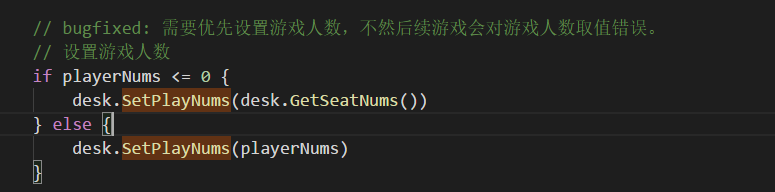 // bugfixed: 需要优先设置游戏人数，不然后续游戏会对游戏人数取值错误。
// 设置游戏人数
if playerNums <= 0 {
    desk.SetPlayNums(desk.GetSeatNums())
} else {
    desk.SetPlayNums(playerNums)
}